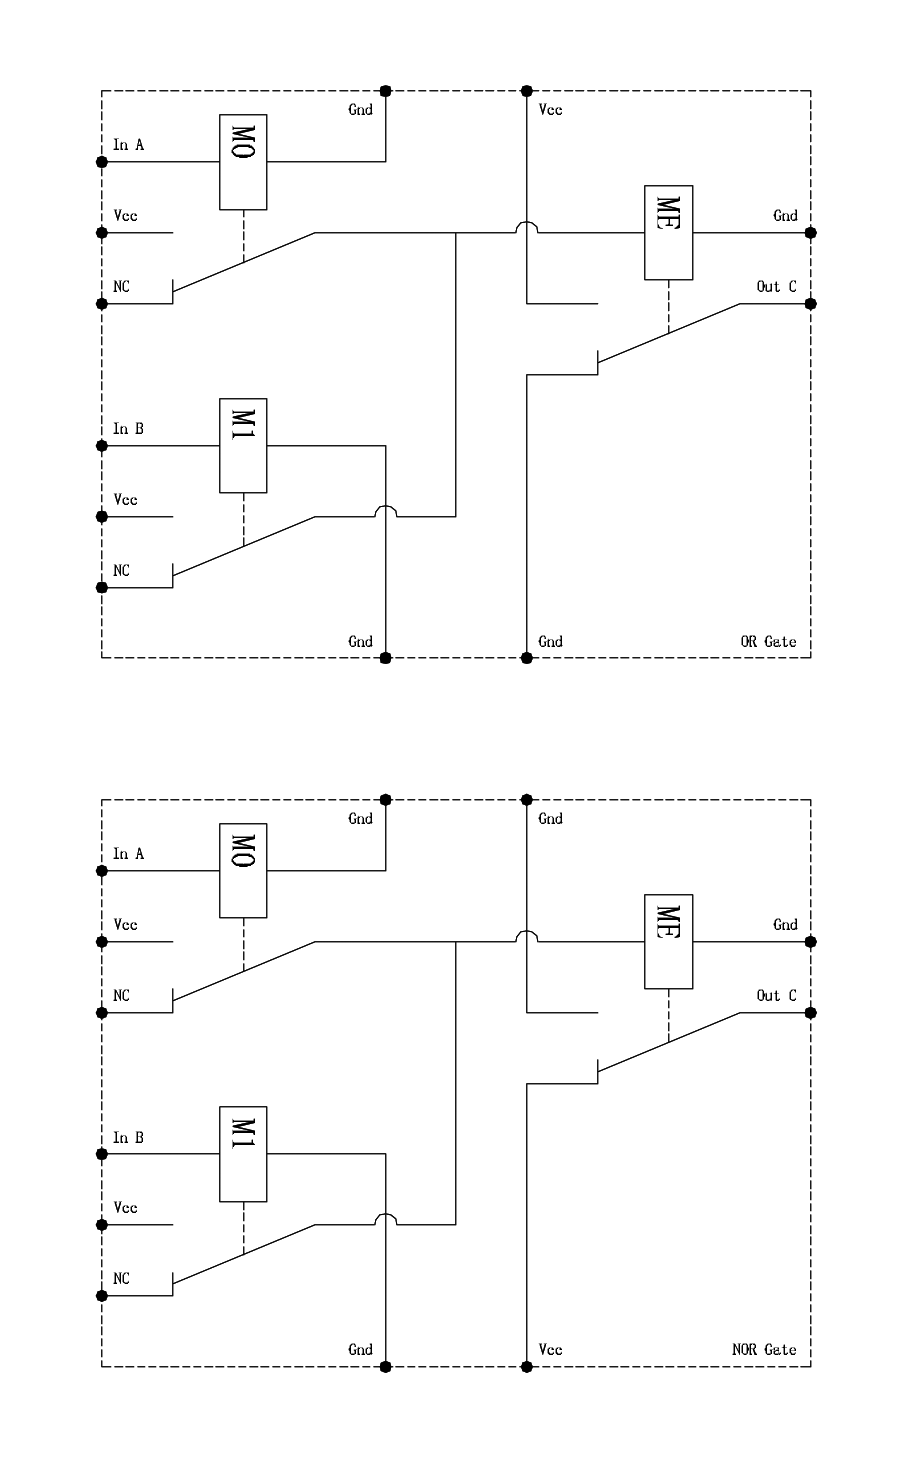 Gnd
Vcc
In A
M0
Vcc
ME
Gnd
NC
Out C
In B
M1
Vcc
NC
Gnd
Gnd
OR Gate
Gnd
Gnd
In A
M0
Vcc
ME
Gnd
NC
Out C
In B
M1
Vcc
NC
Gnd
Vcc
NOR Gate